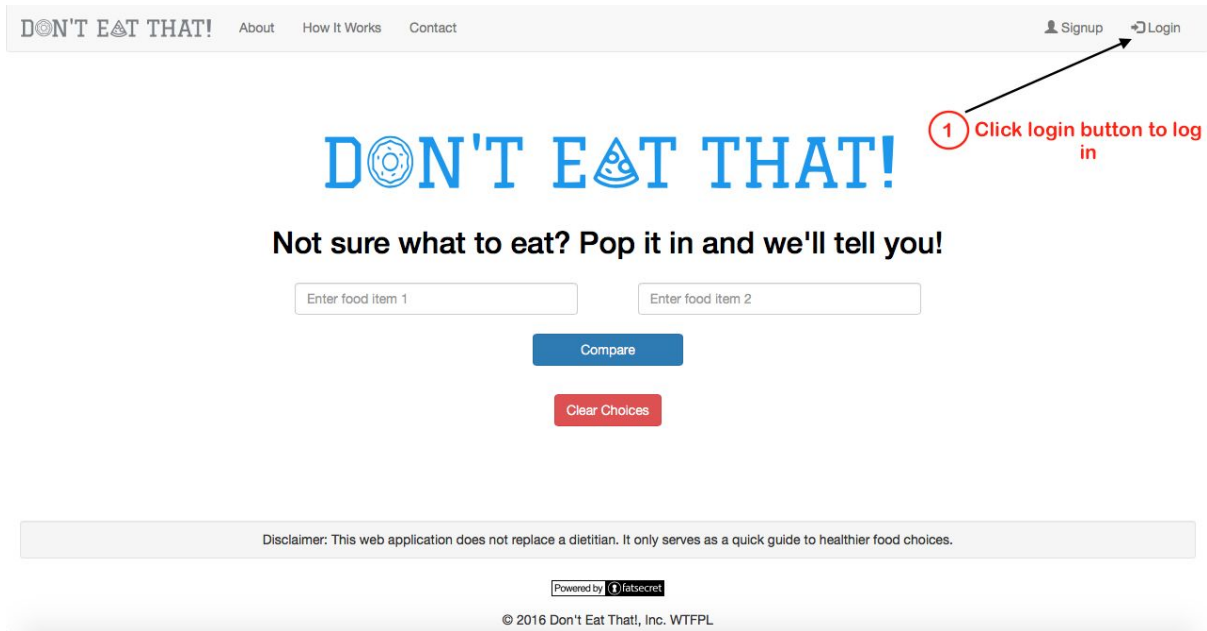 DON'T EAT THAT! About How It Works Contact Signup Login
1 Click login button to log
in
DON'T EAT THAT!
Not sure what to eat? Pop it in and we'll tell you!
Enter food item 1 Enter food item 2
Compare
Clear Choices
Disclaimer: This web application does not replace a dietitian. It only serves as a quick guide to healthier food choices.
Powered by fatsecret
© 2016 Don't Eat That!, Inc. WTFPL